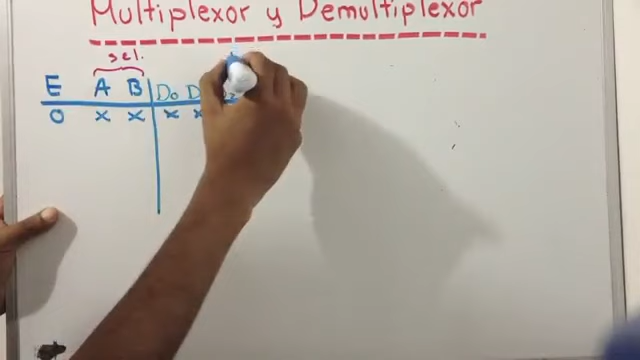 Multiplexor y Demultiplexor
sel.
E A B D0 D
0 x x x x